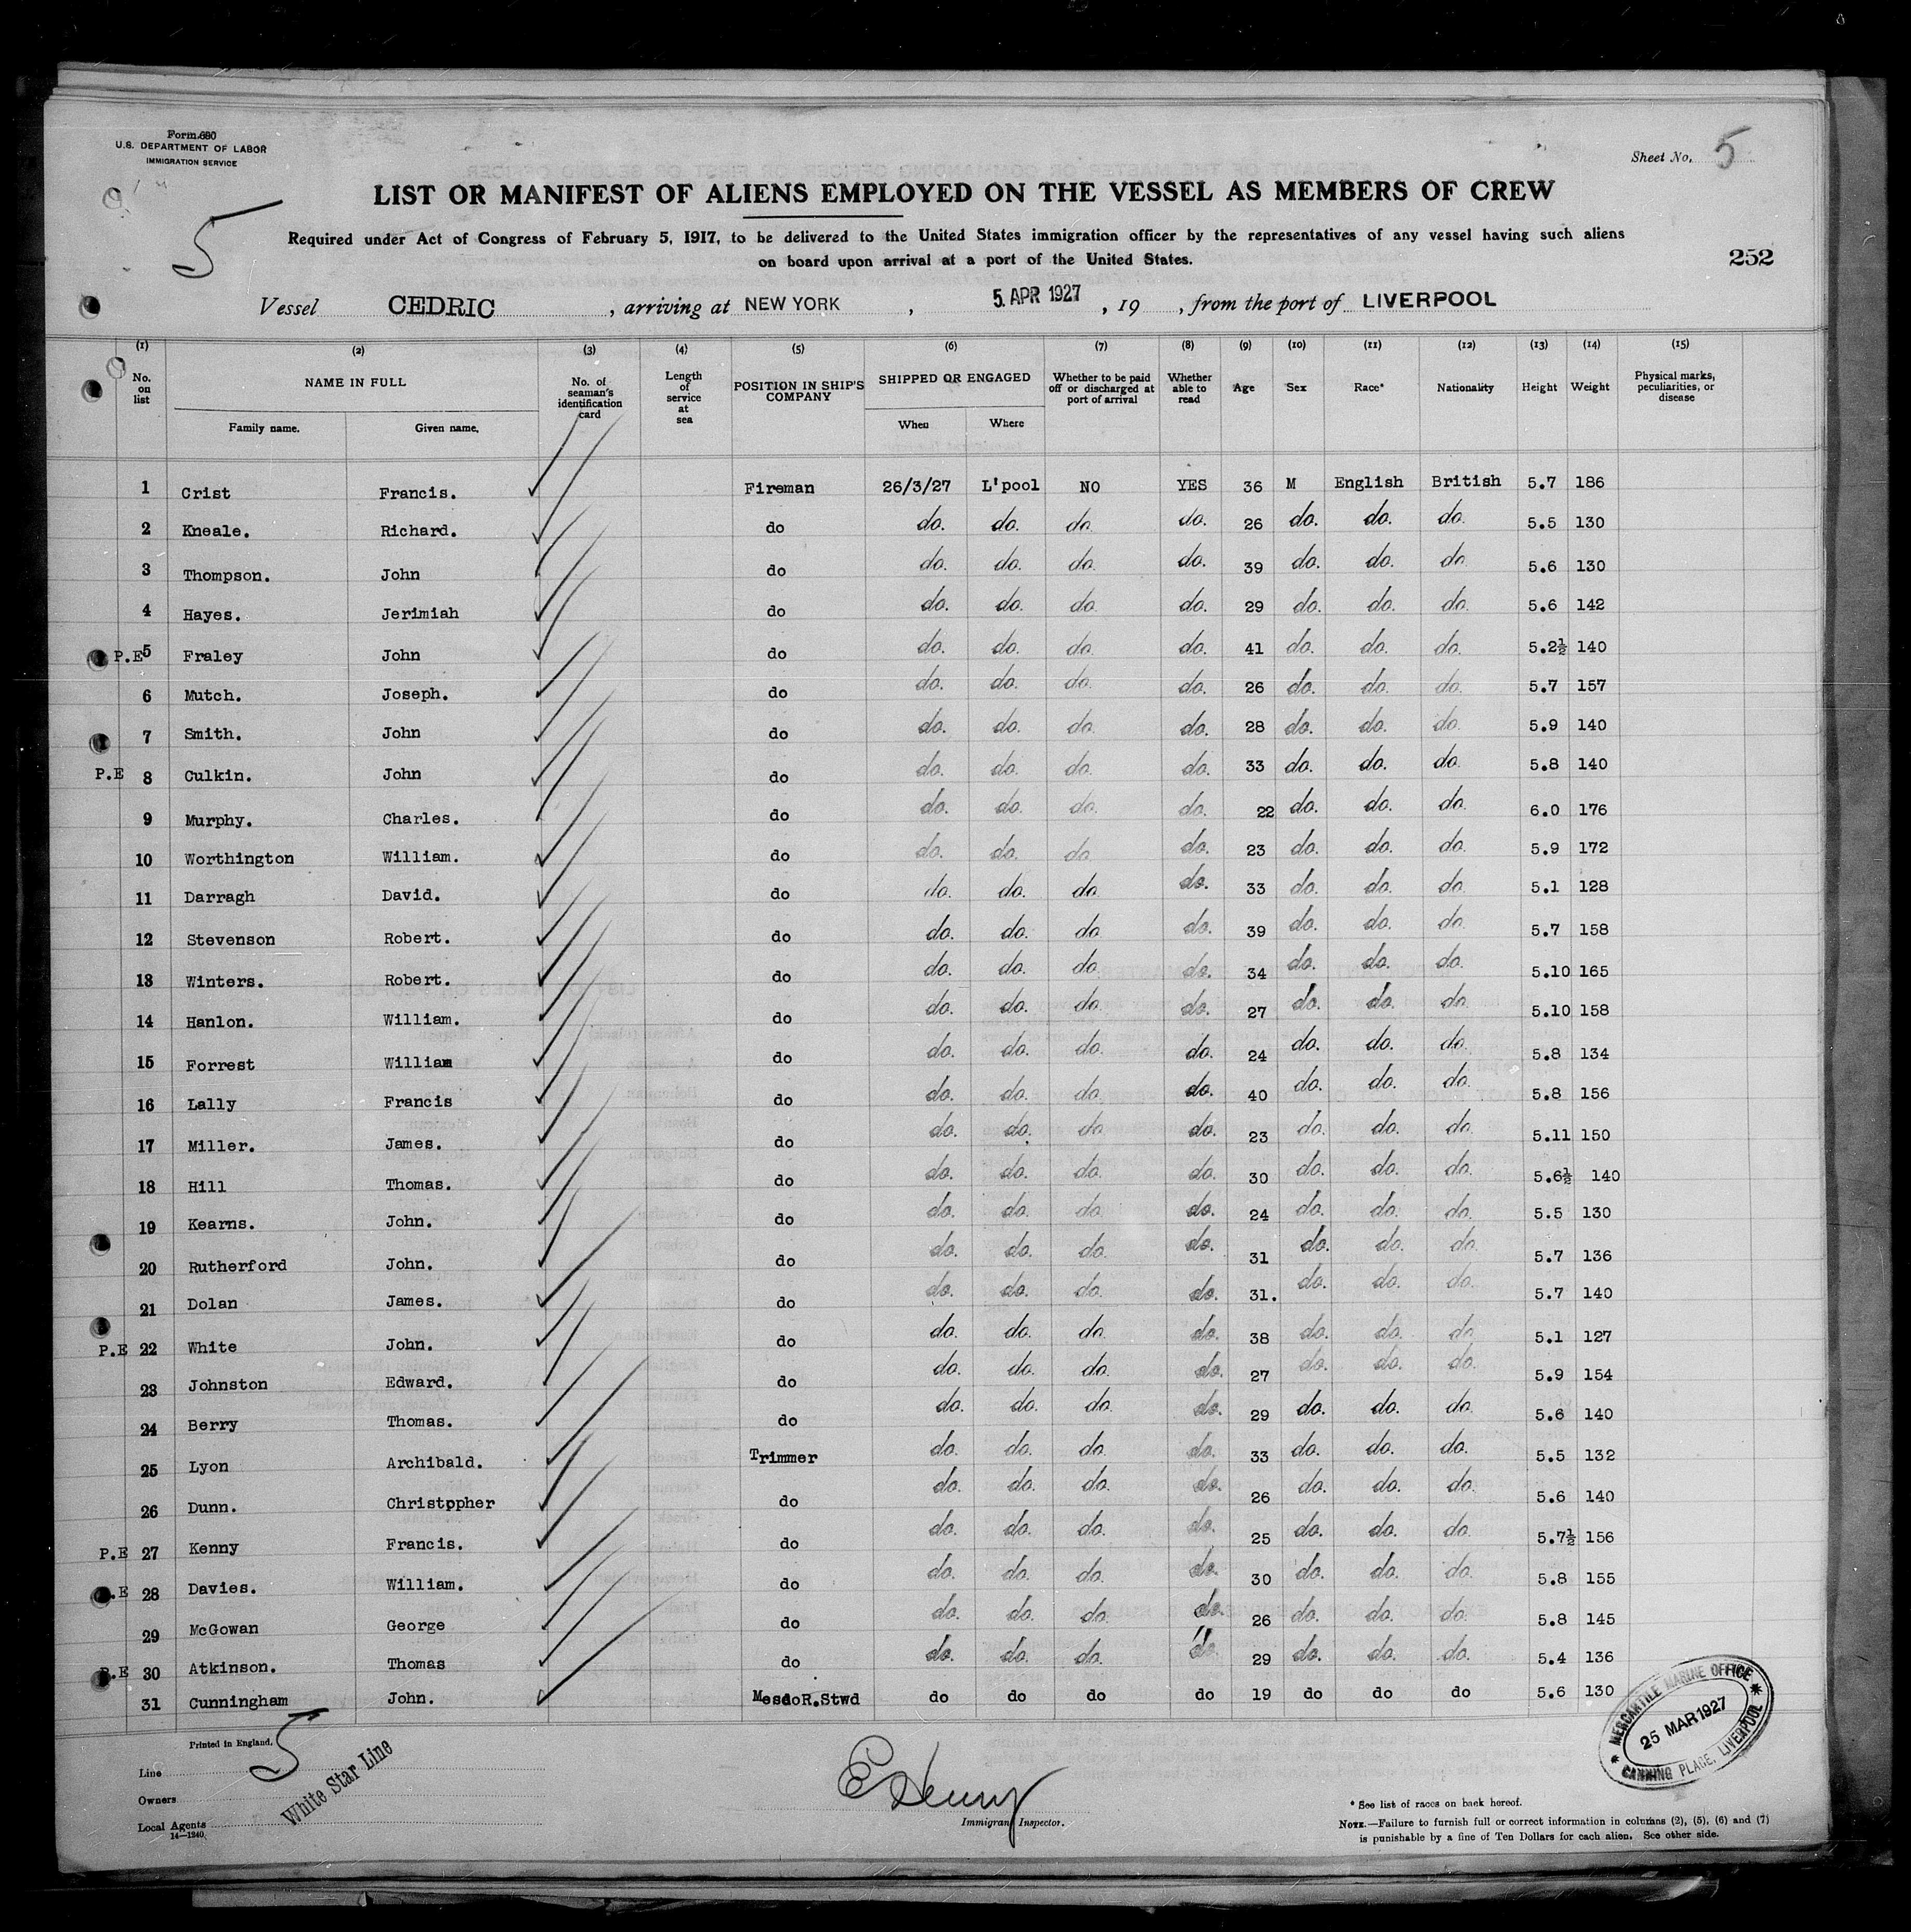 Form 680
U.S. DEPARTMENT OF LABOR
IMMIGRATION SERVICE
Sheet No. 5
5
LIST OR MANIFEST OF ALIENS EMPLOYED ON THE VESSEL AS MEMBERS OF CREW
Required under Act of Congress of February 5, 1917, to be delivered to the United States immigration officer by the representatives of any vessel having such aliens
on board upon arrival at a port of the United States.
252
Vessel CEDRIC, arriving at NEW YORK, 5 APR 1927, 19 , from the port of LIVERPOOL
(1) (2) (3) (4) (5) (6) (7) (8) (9) (10) (11) (12) (13) (14) (15)
No. on list NAME IN FULL Family name. Given name. No. of seaman's identification card Length of service at sea POSITION IN SHIP'S COMPANY SHIPPED OR ENGAGED When Where Whether to be paid off or discharged at port of arrival Whether able to read Age Sex Race* Nationality Height Weight Physical marks, peculiarities, or disease
1 Crist Francis. Fireman 26/3/27 L'pool NO YES 36 M English British 5.7 186
2 Kneale. Richard. do do. do. do. do. 26 do. do. do. 5.5 130
3 Thompson. John do do. do. do. do. 39 do. do. do. 5.6 130
4 Hayes. Jerimiah do do. do. do. do. 29 do. do. do. 5.6 142
P.E 5 Fraley John do do. do. do. do. 41 do. do. do. 5.2½ 140
6 Mutch. Joseph. do do. do. do. do. 26 do. do. do. 5.7 157
7 Smith. John do do. do. do. do. 28 do. do. do. 5.9 140
P.E 8 Culkin. John do do. do. do. do. 33 do. do. do. 5.8 140
9 Murphy. Charles. do do. do. do. do. 22 do. do. do. 6.0 176
10 Worthington William. do do. do. do. do. 23 do. do. do. 5.9 172
11 Darragh David. do do. do. do. do. 33 do. do. do. 5.1 128
12 Stevenson Robert. do do. do. do. do. 39 do. do. do. 5.7 158
13 Winters. Robert. do do. do. do. do. 34 do. do. do. 5.10 165
14 Hanlon. William. do do. do. do. do. 27 do. do. do. 5.10 158
15 Forrest William do do. do. do. do. 24 do. do. do. 5.8 134
16 Lally Francis do do. do. do. do. 40 do. do. do. 5.8 156
17 Miller. James. do do. do. do. do. 23 do. do. do. 5.11 150
18 Hill Thomas. do do. do. do. do. 30 do. do. do. 5.6½ 140
19 Kearns. John. do do. do. do. do. 24 do. do. do. 5.5 130
20 Rutherford John. do do. do. do. do. 31 do. do. do. 5.7 136
21 Dolan James. do do. do. do. do. 31. do. do. do. 5.7 140
P.E 22 White John. do do. do. do. do. 38 do. do. do. 5.1 127
23 Johnston Edward. do do. do. do. do. 27 do. do. do. 5.9 154
24 Berry Thomas. do do. do. do. do. 29 do. do. do. 5.6 140
25 Lyon Archibald. Trimmer do. do. do. do. 33 do. do. do. 5.5 132
26 Dunn. Christppher do do. do. do. do. 26 do. do. do. 5.6 140
P.E 27 Kenny Francis. do do. do. do. do. 25 do. do. do. 5.7½ 156
.E 28 Davies. William. do do. do. do. do. 30 do. do. do. 5.8 155
29 McGowan George do do. do. do. do. 26 do. do. do. 5.8 145
P.E 30 Atkinson. Thomas do do. do. do. do. 29 do. do. do. 5.4 136
31 Cunningham John. R.Stwd do do do do 19 do do do 5.6 130
Printed in England.
5
Line
Owners
Local Agents
14—1240
White Star Line
E Henry
Immigrant Inspector.
MERCANTILE MARINE OFFICE
25 MAR 1927
CANNING PLACE, LIVERPOOL
* See list of races on back hereof.
NOTE.—Failure to furnish full or correct information in columns (2), (5), (6) and (7)
is punishable by a fine of Ten Dollars for each alien. See other side.